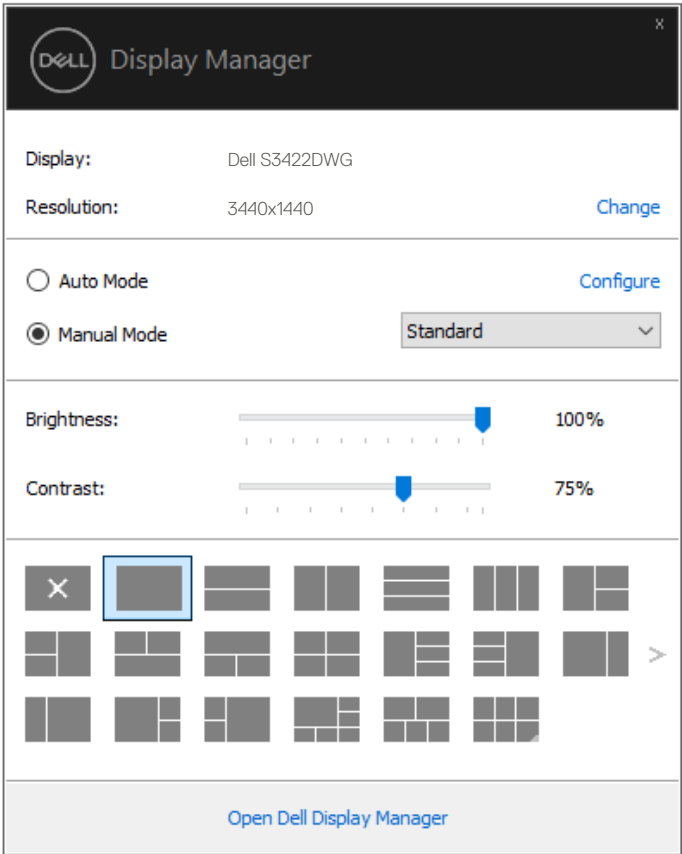 x
DELL Display Manager
Display: Dell S3422DWG
Resolution: 3440x1440 Change
Auto Mode Configure
Manual Mode Standard
Brightness: 100%
Contrast: 75%
Open Dell Display Manager